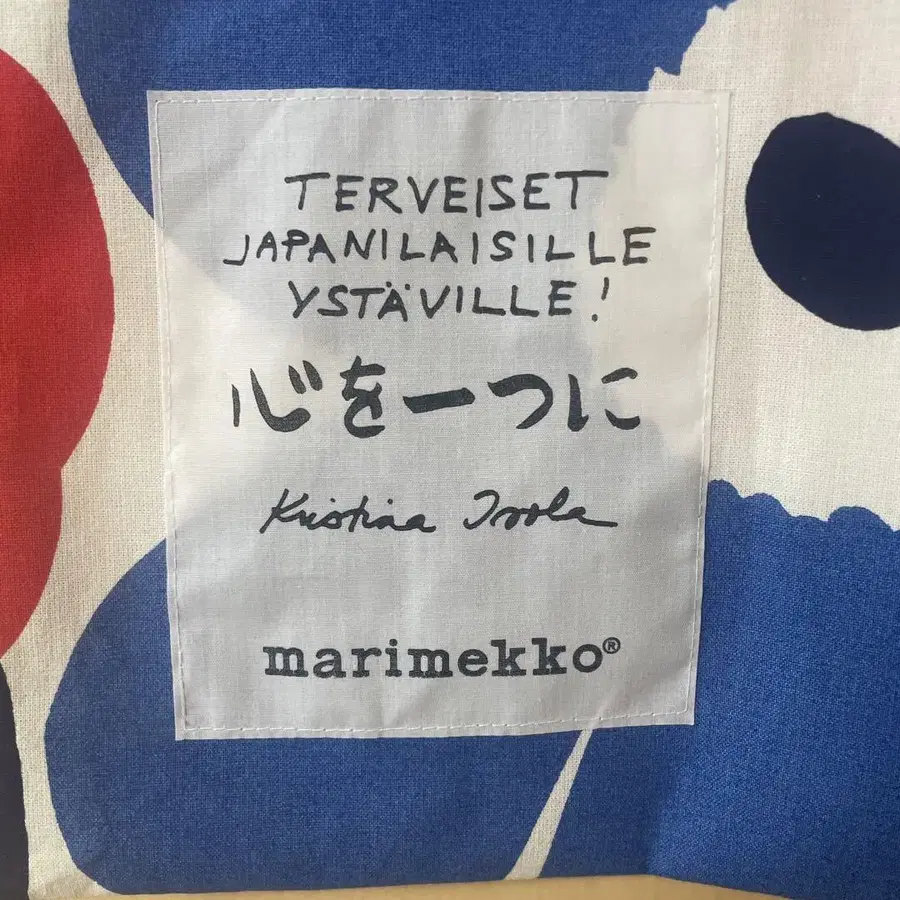 TERVEISET
JAPANILAISILLE
YSTÄVILLE!
心を一つに
Kristina Isola
marimekko®